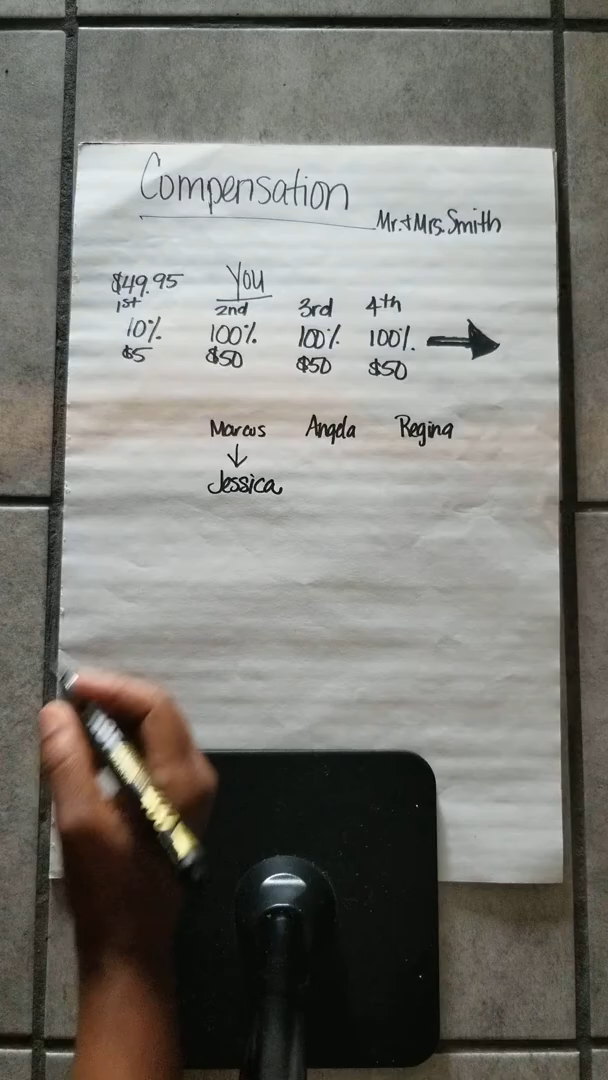 Compensation
Mr. + Mrs. Smith
$49.95 You
1st 2nd 3rd 4th
10% 100% 100% 100%
$5 $50 $50 $50
Marcus Angela Regina
Jessica